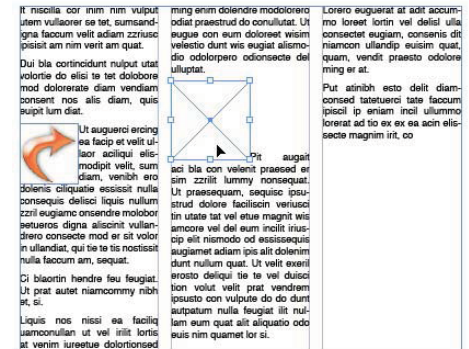 It niscilla cor inim nim vulput
utem vullaorer se tet, sumsand-
igna faccum velit adiam zzriusc
ipisisit am nim verit am quat.
Dui bla cortincidunt nulput utat
volortie do elisi te tet dolobore
mod dolorerate diam vendiam
consent nos alis diam, quis
euipit lum diat.
Ut auguerci ercing
ea facip et velit ul-
laor aciliqui elis-
modipit velit, sum
diam, venibh ero
dolenis ciliquatie essisit nulla
consequis delisci liquis nullum
zzril eugiamc onsendre molobor
eetueros digna aliscinit vullan-
drero consecte mod er sit volor
in ullandiat, qui tie te tis nostissit
nulla faccum am, sequat.
Ci blaortin hendre feu feugiat.
Ut prat autet niamcommy nibh
et, si.
Liquis nos nissi ea faciliq
uamconullan ut vel irilit lortis
at venim iureetue dolortionsed
ming enim dolendre modolorero
odiat praestrud do conullutat. Ut
eugue con eum doloreet wisim
velestio dunt wis eugiat alismo-
dio odolorpero odionsecte del
ulluptat.
Pit augait
aci bla con velenit praesed er
sim zzrilit lummy nonsequat.
Ut praesequam, sequisc ipsu-
strud dolore faciliscin veriusci
tin utate tat vel etue magnit wis
amcore vel del eum incilit irius-
cip elit nismodo od essissequis
augiamet adiam ipis alit dolenim
dunt nullum quat. Ut velit exeril
erosto deliqui tie te vel duisci
tion volut velit prat vendrem
ipsusto con vulpute do do dunt
autpatum nulla feugiat ilit nul-
lam eum quat alit aliquatio odo
euis nim quamet lor si.
Lorero euguerat at adit accum-
mo loreet lortin vel delisl ulla
consectet eugiam, consenis dit
niamcon ullandip euisim quat,
quam, vendit praesto odolore
ming er at.
Put atinibh esto delit diam-
consed tatetuerci tate faccum
ipiscil ip eniam incil ullummo
lorerat ad tio ex ex ea acin elis-
secte magnim irit, co